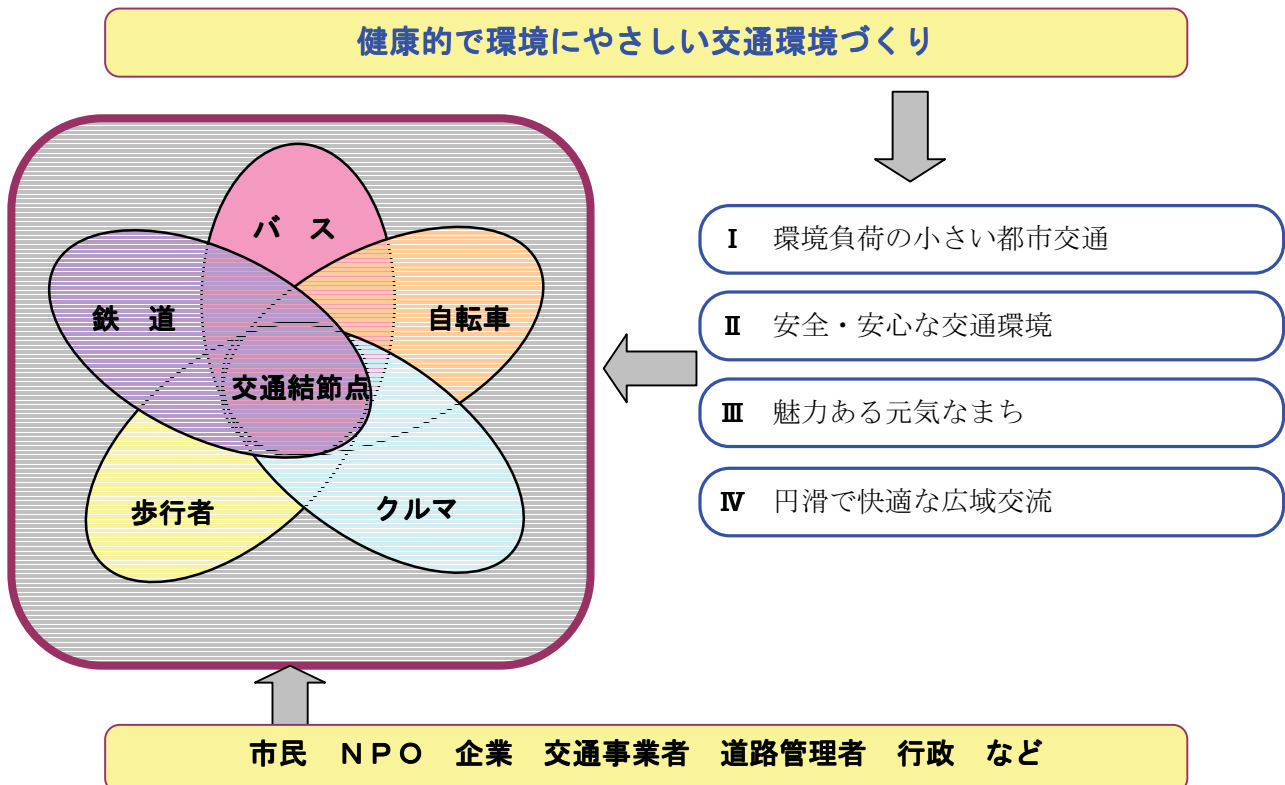 健康的で環境にやさしい交通環境づくり
バ　ス
鉄　道
自転車
交通結節点
歩行者
クルマ
Ⅰ　環境負荷の小さい都市交通
Ⅱ　安全・安心な交通環境
Ⅲ　魅力ある元気なまち
Ⅳ　円滑で快適な広域交流
市民　ＮＰＯ　企業　交通事業者　道路管理者　行政　など